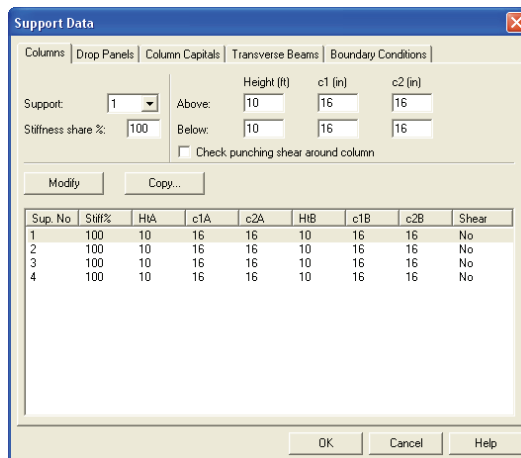 Support Data
Columns Drop Panels Column Capitals Transverse Beams Boundary Conditions
Height (ft) c1 (in) c2 (in)
Support: 1 Above: 10 16 16
Stiffness share %: 100 Below: 10 16 16
Check punching shear around column
Modify Copy...
Sup. No Stiff% HtA c1A c2A HtB c1B c2B Shear
1 100 10 16 16 10 16 16 No
2 100 10 16 16 10 16 16 No
3 100 10 16 16 10 16 16 No
4 100 10 16 16 10 16 16 No
OK Cancel Help